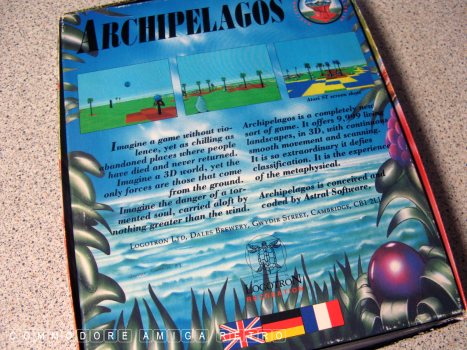 ARCHIPELAGOS
Atari ST screen shots
Imagine a game without vio-
lence, yet as chilling as
abandoned places where people
have died and never returned.
Imagine a 3D world, yet
only forces are those that come
from the ground.
Imagine the danger of a tor-
mented soul, carried aloft by
nothing greater than the wind.
Archipelagos is a completely new
sort of game. It offers 9,999 living
landscapes, in 3D, with continuous
smooth movement and scanning.
It is so extraordinary it defies
classification. It is the experience
of the metaphysical.
Archipelagos is conceived and
coded by Astral Software.
LOGOTRON LTD, DALES BREWERY, GWYDIR STREET, CAMBRIDGE, CB1 2LJ
LOGOTRON
COMMODORE AMIGA RETRO